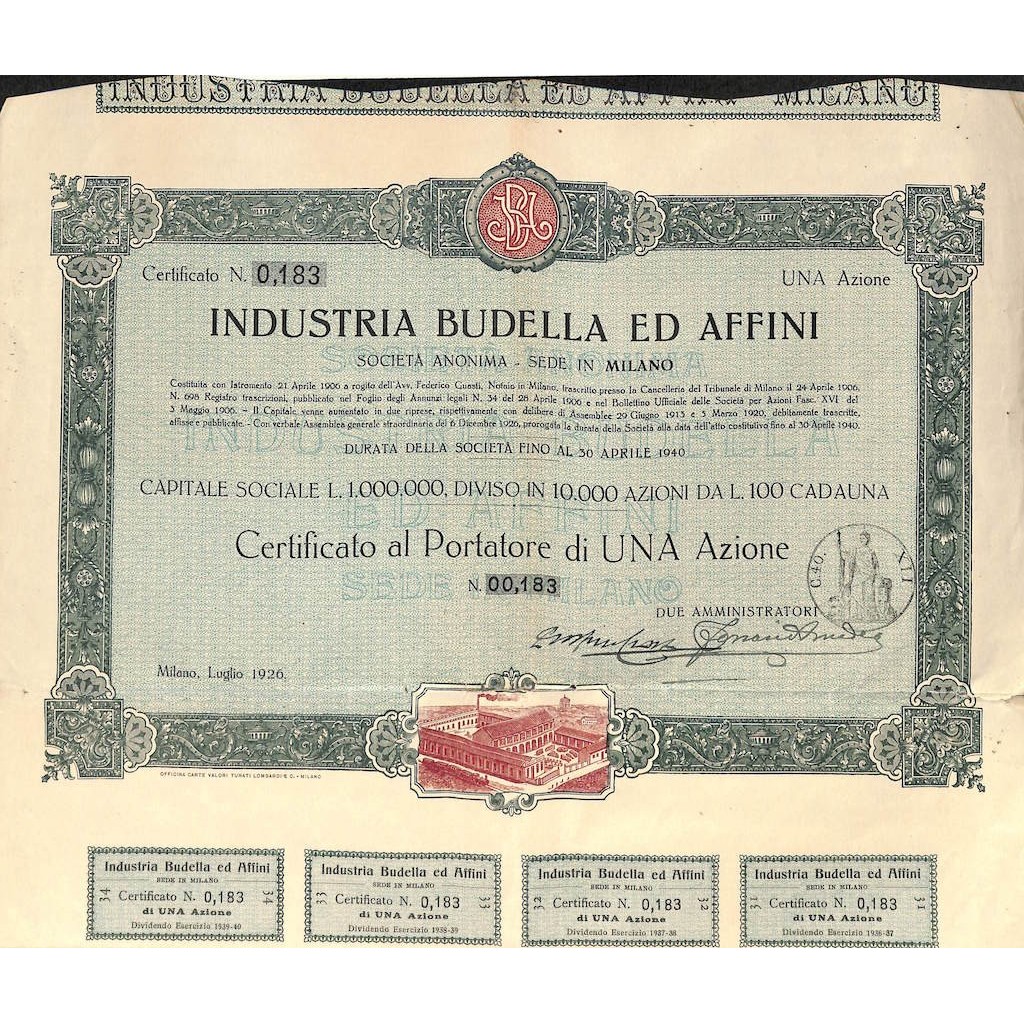 INDUSTRIA BUDELLA ED AFFINI - MILANO
Certificato N. 0,183
UNA Azione
INDUSTRIA BUDELLA ED AFFINI
SOCIETÀ ANONIMA - SEDE IN MILANO
Costituita con Istromento 21 Aprile 1906 a rogito dell'Avv. Federico Guasti, Notaio in Milano, trascritto presso la Cancelleria del Tribunale di Milano il 24 Aprile 1906,
N. 698 Registro trascrizioni, pubblicato nel Foglio degli Annunzi legali N. 34 del 28 Aprile 1906 e nel Bollettino Ufficiale delle Società per Azioni Fasc. XVI del
3 Maggio 1906. - Il Capitale venne aumentato in due riprese, rispettivamente con delibere di Assemblee 29 Giugno 1913 e 3 Marzo 1920, debitamente trascritte,
affisse e pubblicate. - Con verbale Assemblea generale straordinaria del 6 Dicembre 1926, prorogata la durata della Società alla data dell'atto costitutivo fino al 30 Aprile 1940.
DURATA DELLA SOCIETÀ FINO AL 30 APRILE 1940
CAPITALE SOCIALE L. 1.000.000, DIVISO IN 10.000 AZIONI DA L. 100 CADAUNA
Certificato al Portatore di UNA Azione
N. 00,183
DUE AMMINISTRATORI
C.40. XII
Milano, Luglio 1926.
OFFICINA CARTE VALORI TURATI LOMBARDI E C. - MILANO
Industria Budella ed Affini
SEDE IN MILANO
34 Certificato N. 0,183 34
di UNA Azione
Dividendo Esercizio 1939-40
Industria Budella ed Affini
SEDE IN MILANO
33 Certificato N. 0,183 33
di UNA Azione
Dividendo Esercizio 1938-39
Industria Budella ed Affini
SEDE IN MILANO
32 Certificato N. 0,183 32
di UNA Azione
Dividendo Esercizio 1937-38
Industria Budella ed Affini
SEDE IN MILANO
31 Certificato N. 0,183 31
di UNA Azione
Dividendo Esercizio 1936-37